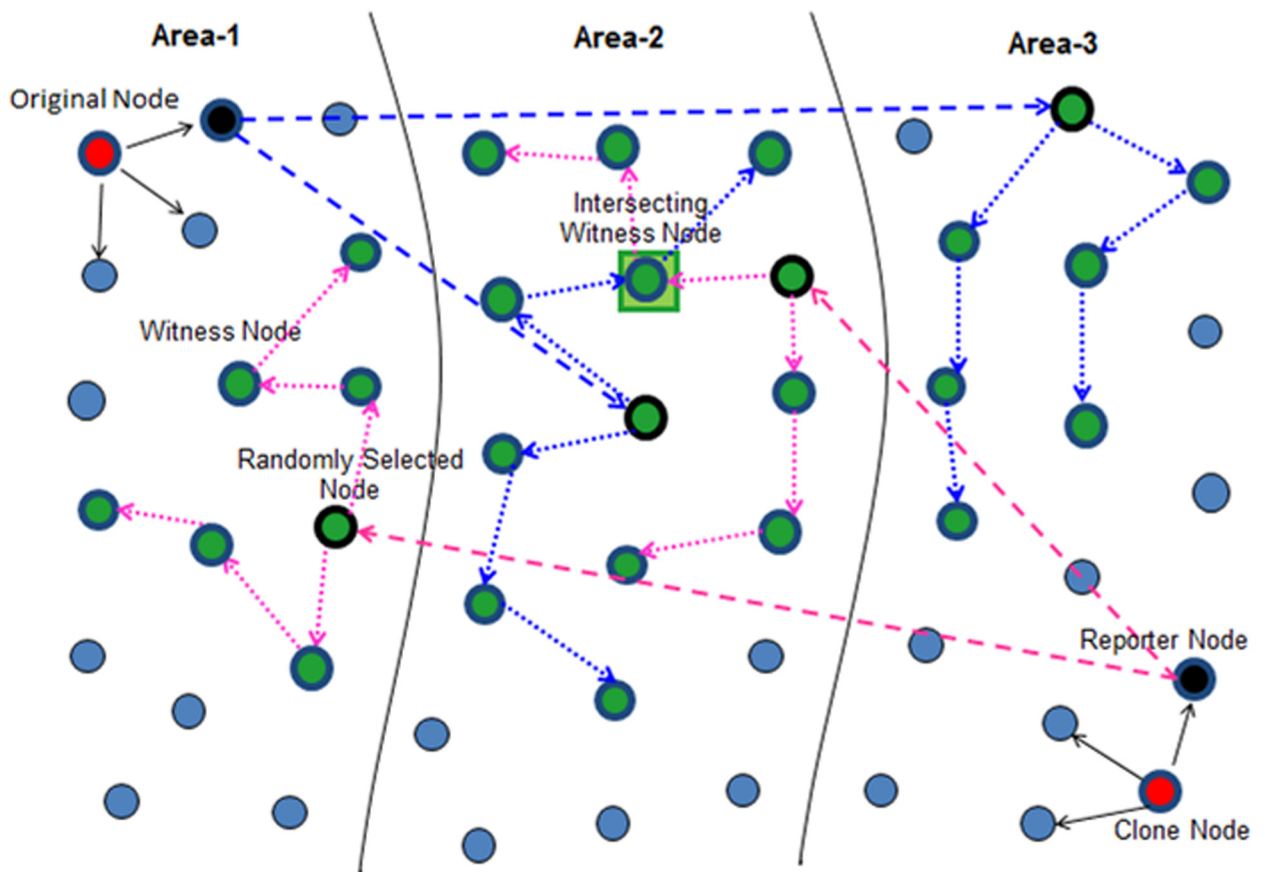 Area-1
Area-2
Area-3
Original Node
Intersecting
Witness Node
Witness Node
Randomly Selected
Node
Reporter Node
Clone Node